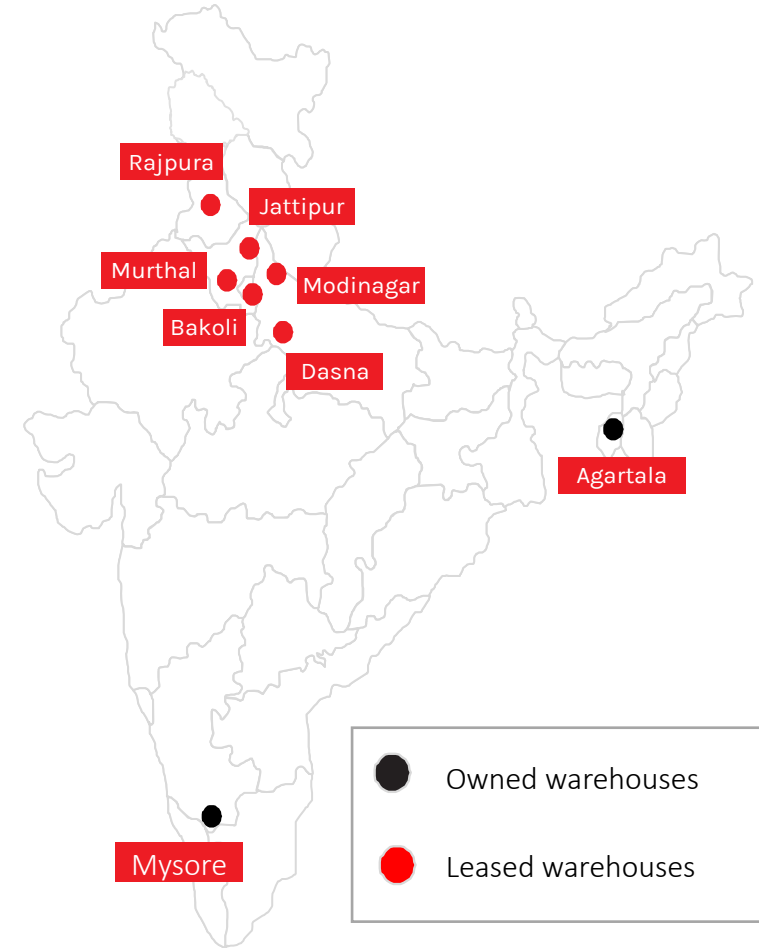 Rajpura
Jattipur
Murthal
Modinagar
Bakoli
Dasna
Agartala
Owned warehouses
Mysore
Leased warehouses